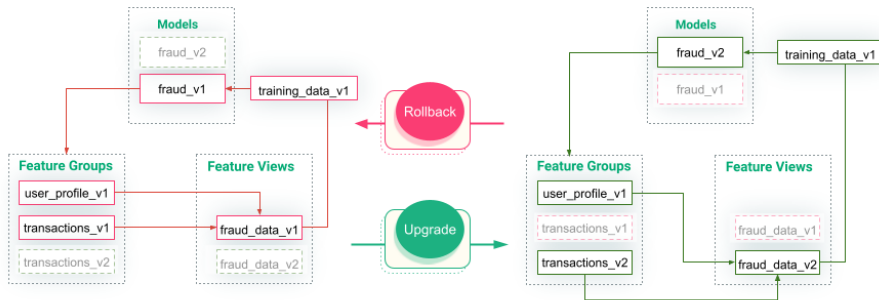 Models
fraud_v2
fraud_v1
training_data_v1
Feature Groups
user_profile_v1
transactions_v1
transactions_v2
Feature Views
fraud_data_v1
fraud_data_v2
Rollback
Upgrade
Models
fraud_v2
fraud_v1
training_data_v1
Feature Groups
user_profile_v1
transactions_v1
transactions_v2
Feature Views
fraud_data_v1
fraud_data_v2